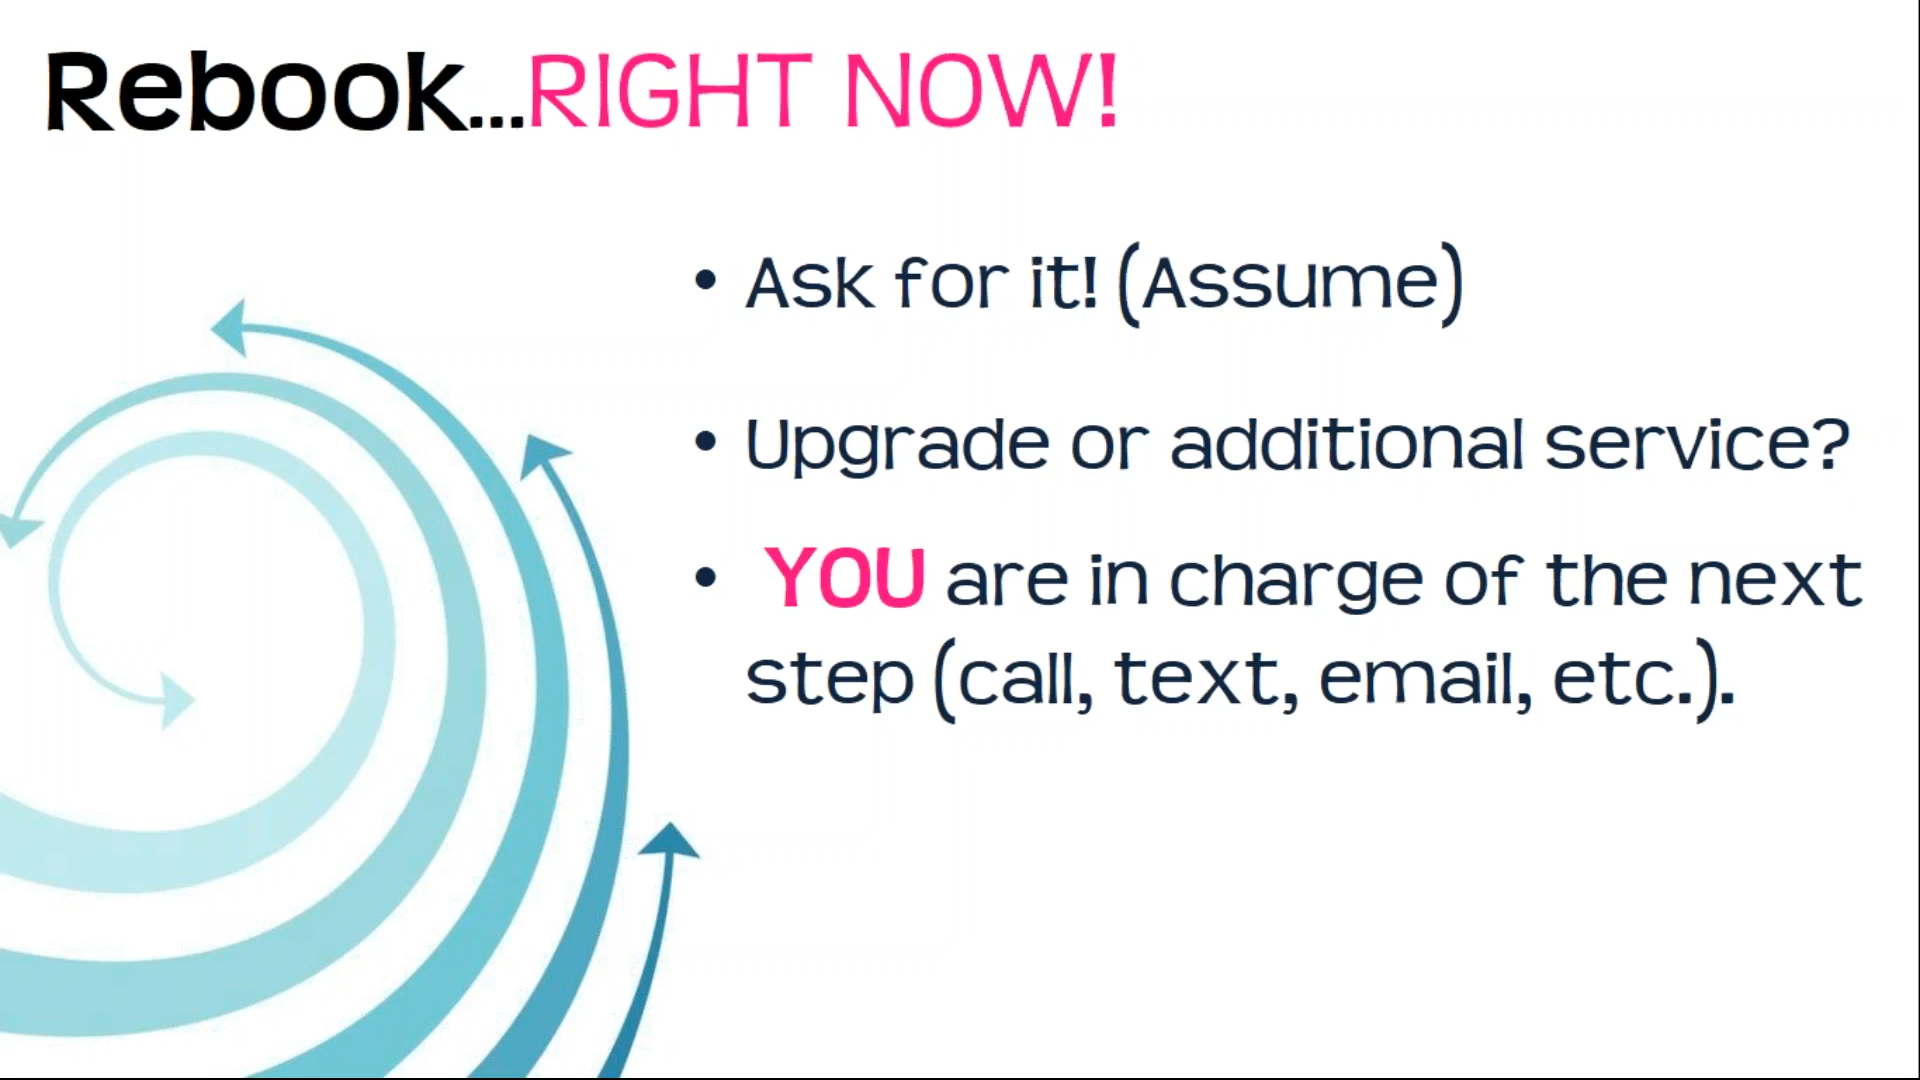 Rebook...RIGHT NOW!
• Ask for it! (Assume)
• Upgrade or additional service?
• YOU are in charge of the next
step (call, text, email, etc.).